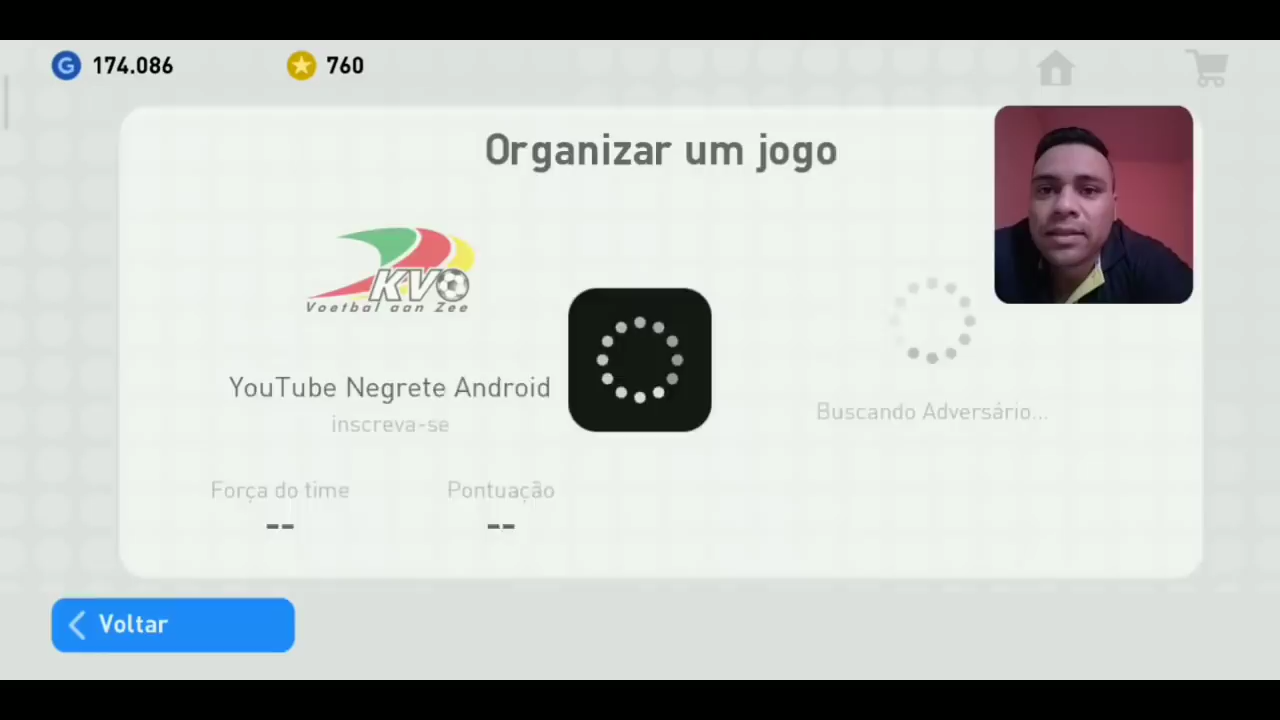 G 174.086
760
Organizar um jogo
KVO
Voetbal aan Zee
YouTube Negrete Android
inscreva-se
Buscando Adversário...
Força do time
Pontuação
--
--
Voltar